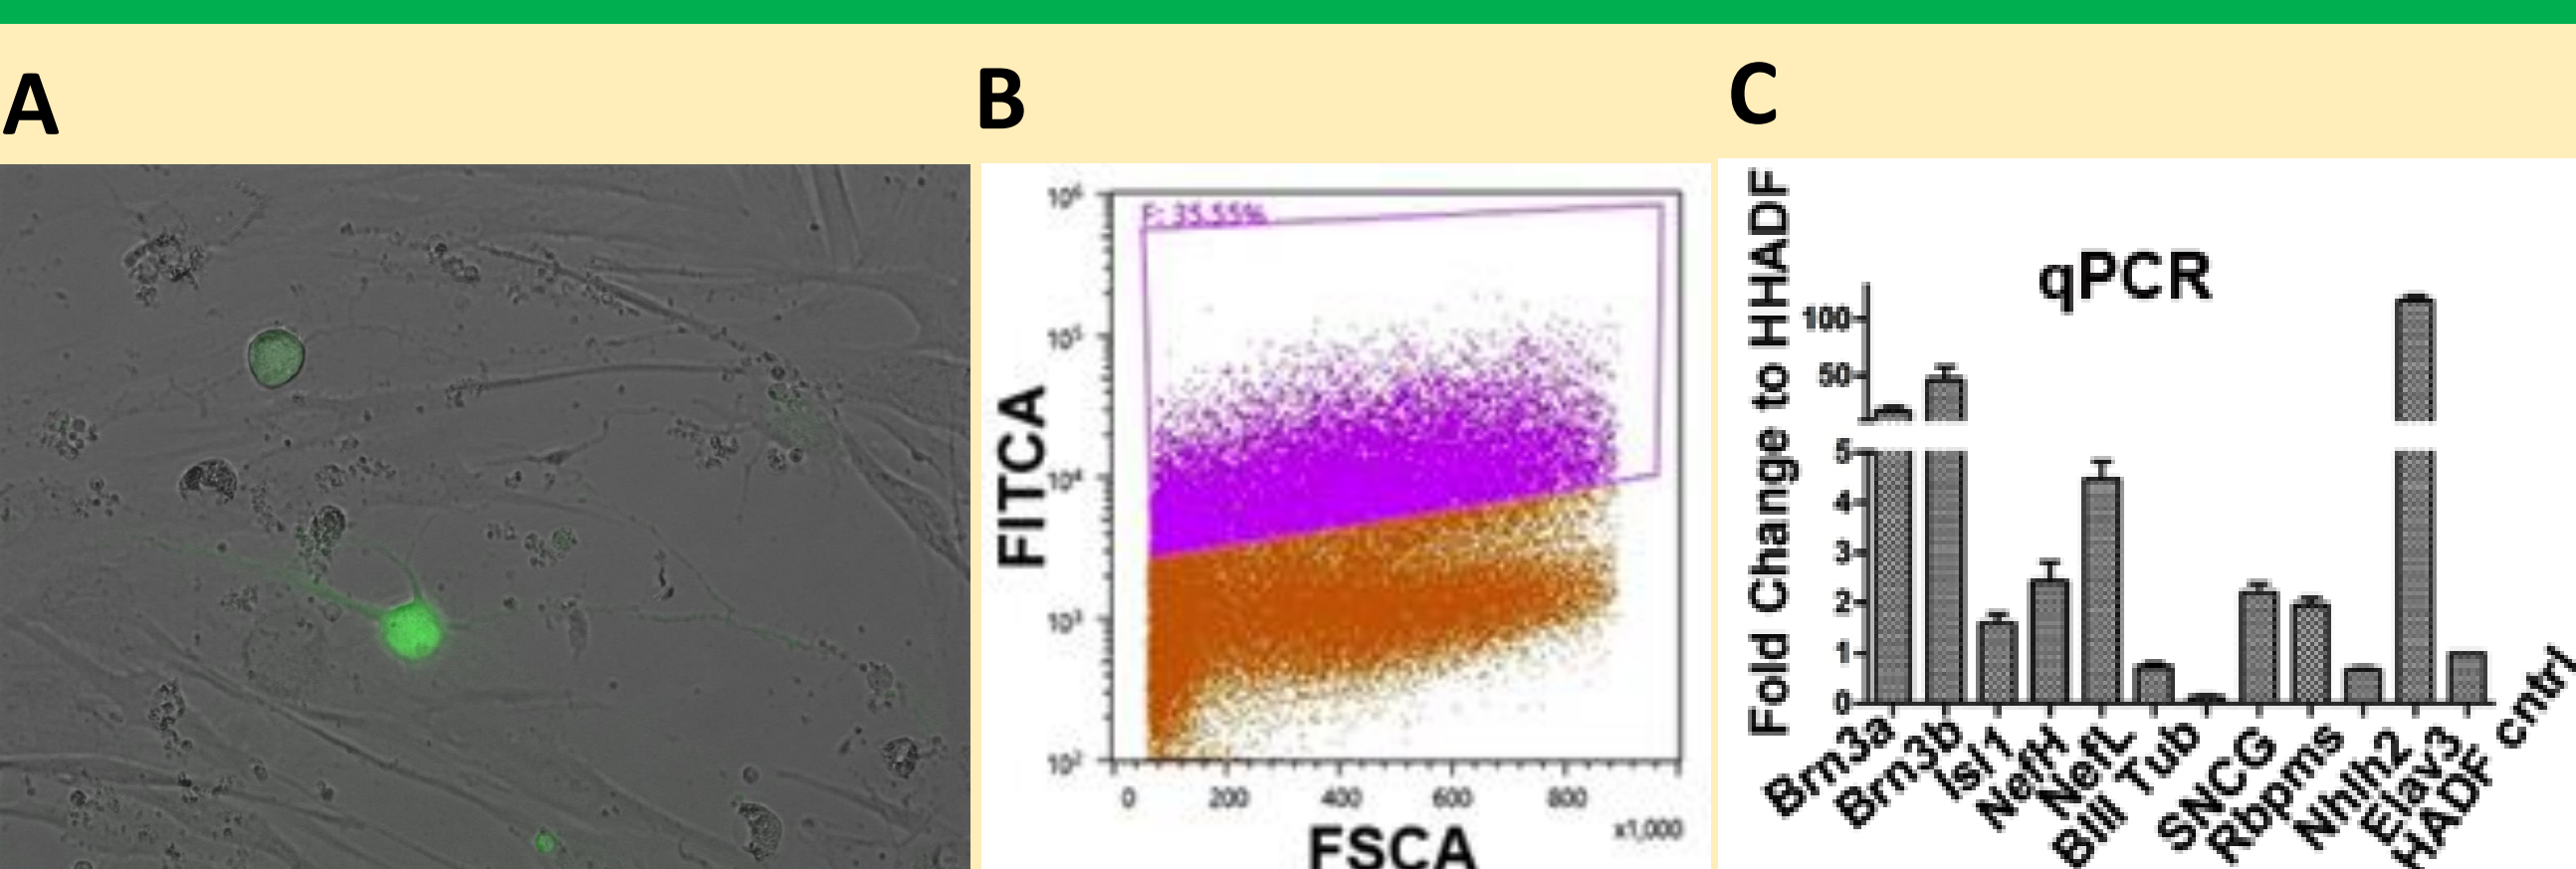 A
B
C
F: 35.55%
10⁶
10⁵
10⁴
10³
10²
FITCA
0 200 400 600 800
x1,000
FSCA
qPCR
Fold Change to HHADF
100
50
5
4
3
2
1
0
Brn3a
Brn3b
Isl1
NefH
NefL
BIII Tub
SNCG
Rbpms
Nhlh2
Elav3
HADF cntrl